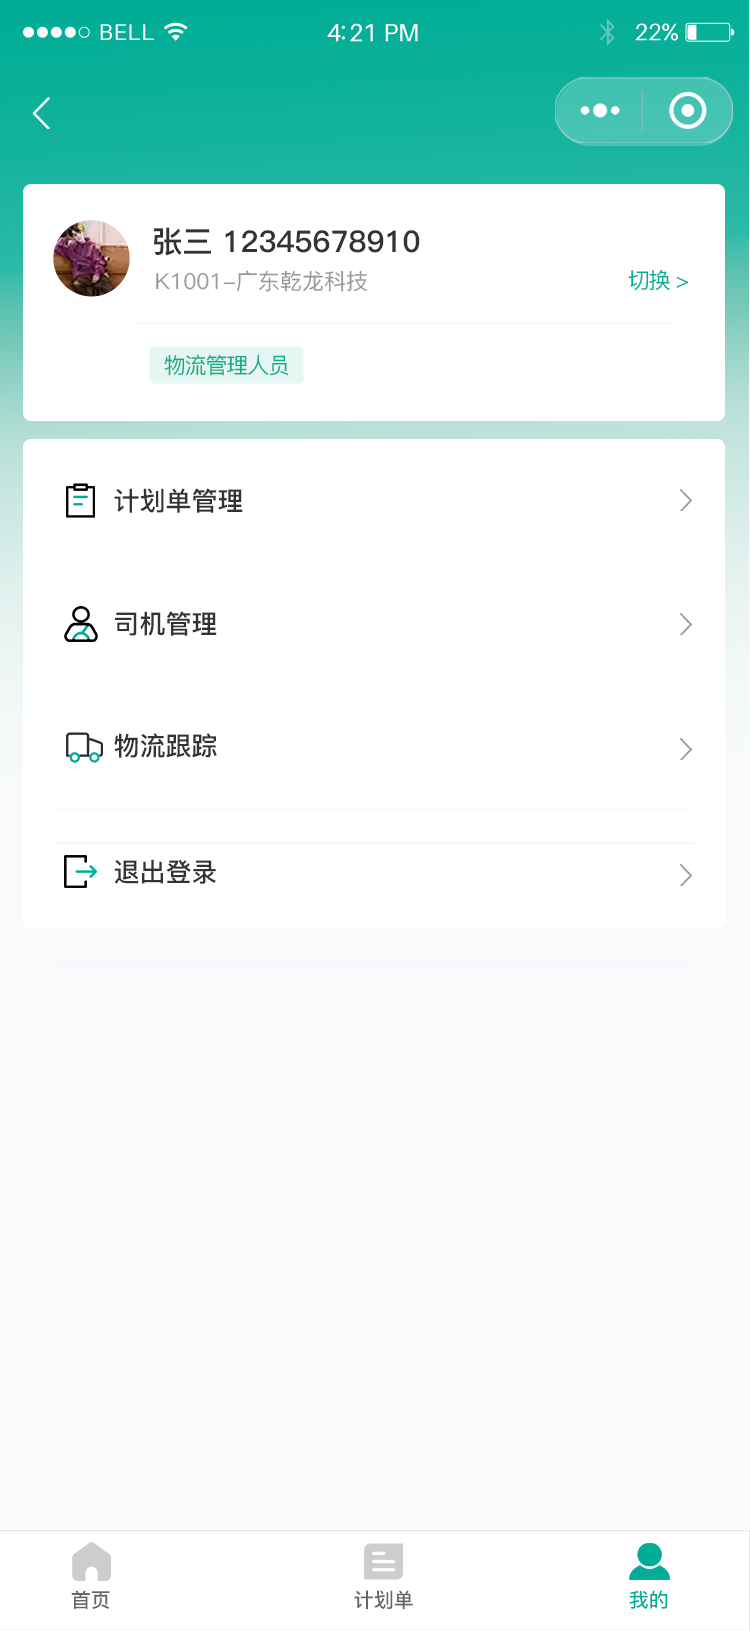 BELL 4:21 PM 22%
张三 12345678910
K1001-广东乾龙科技
切换 >
物流管理人员
计划单管理
司机管理
物流跟踪
退出登录
首页 计划单 我的